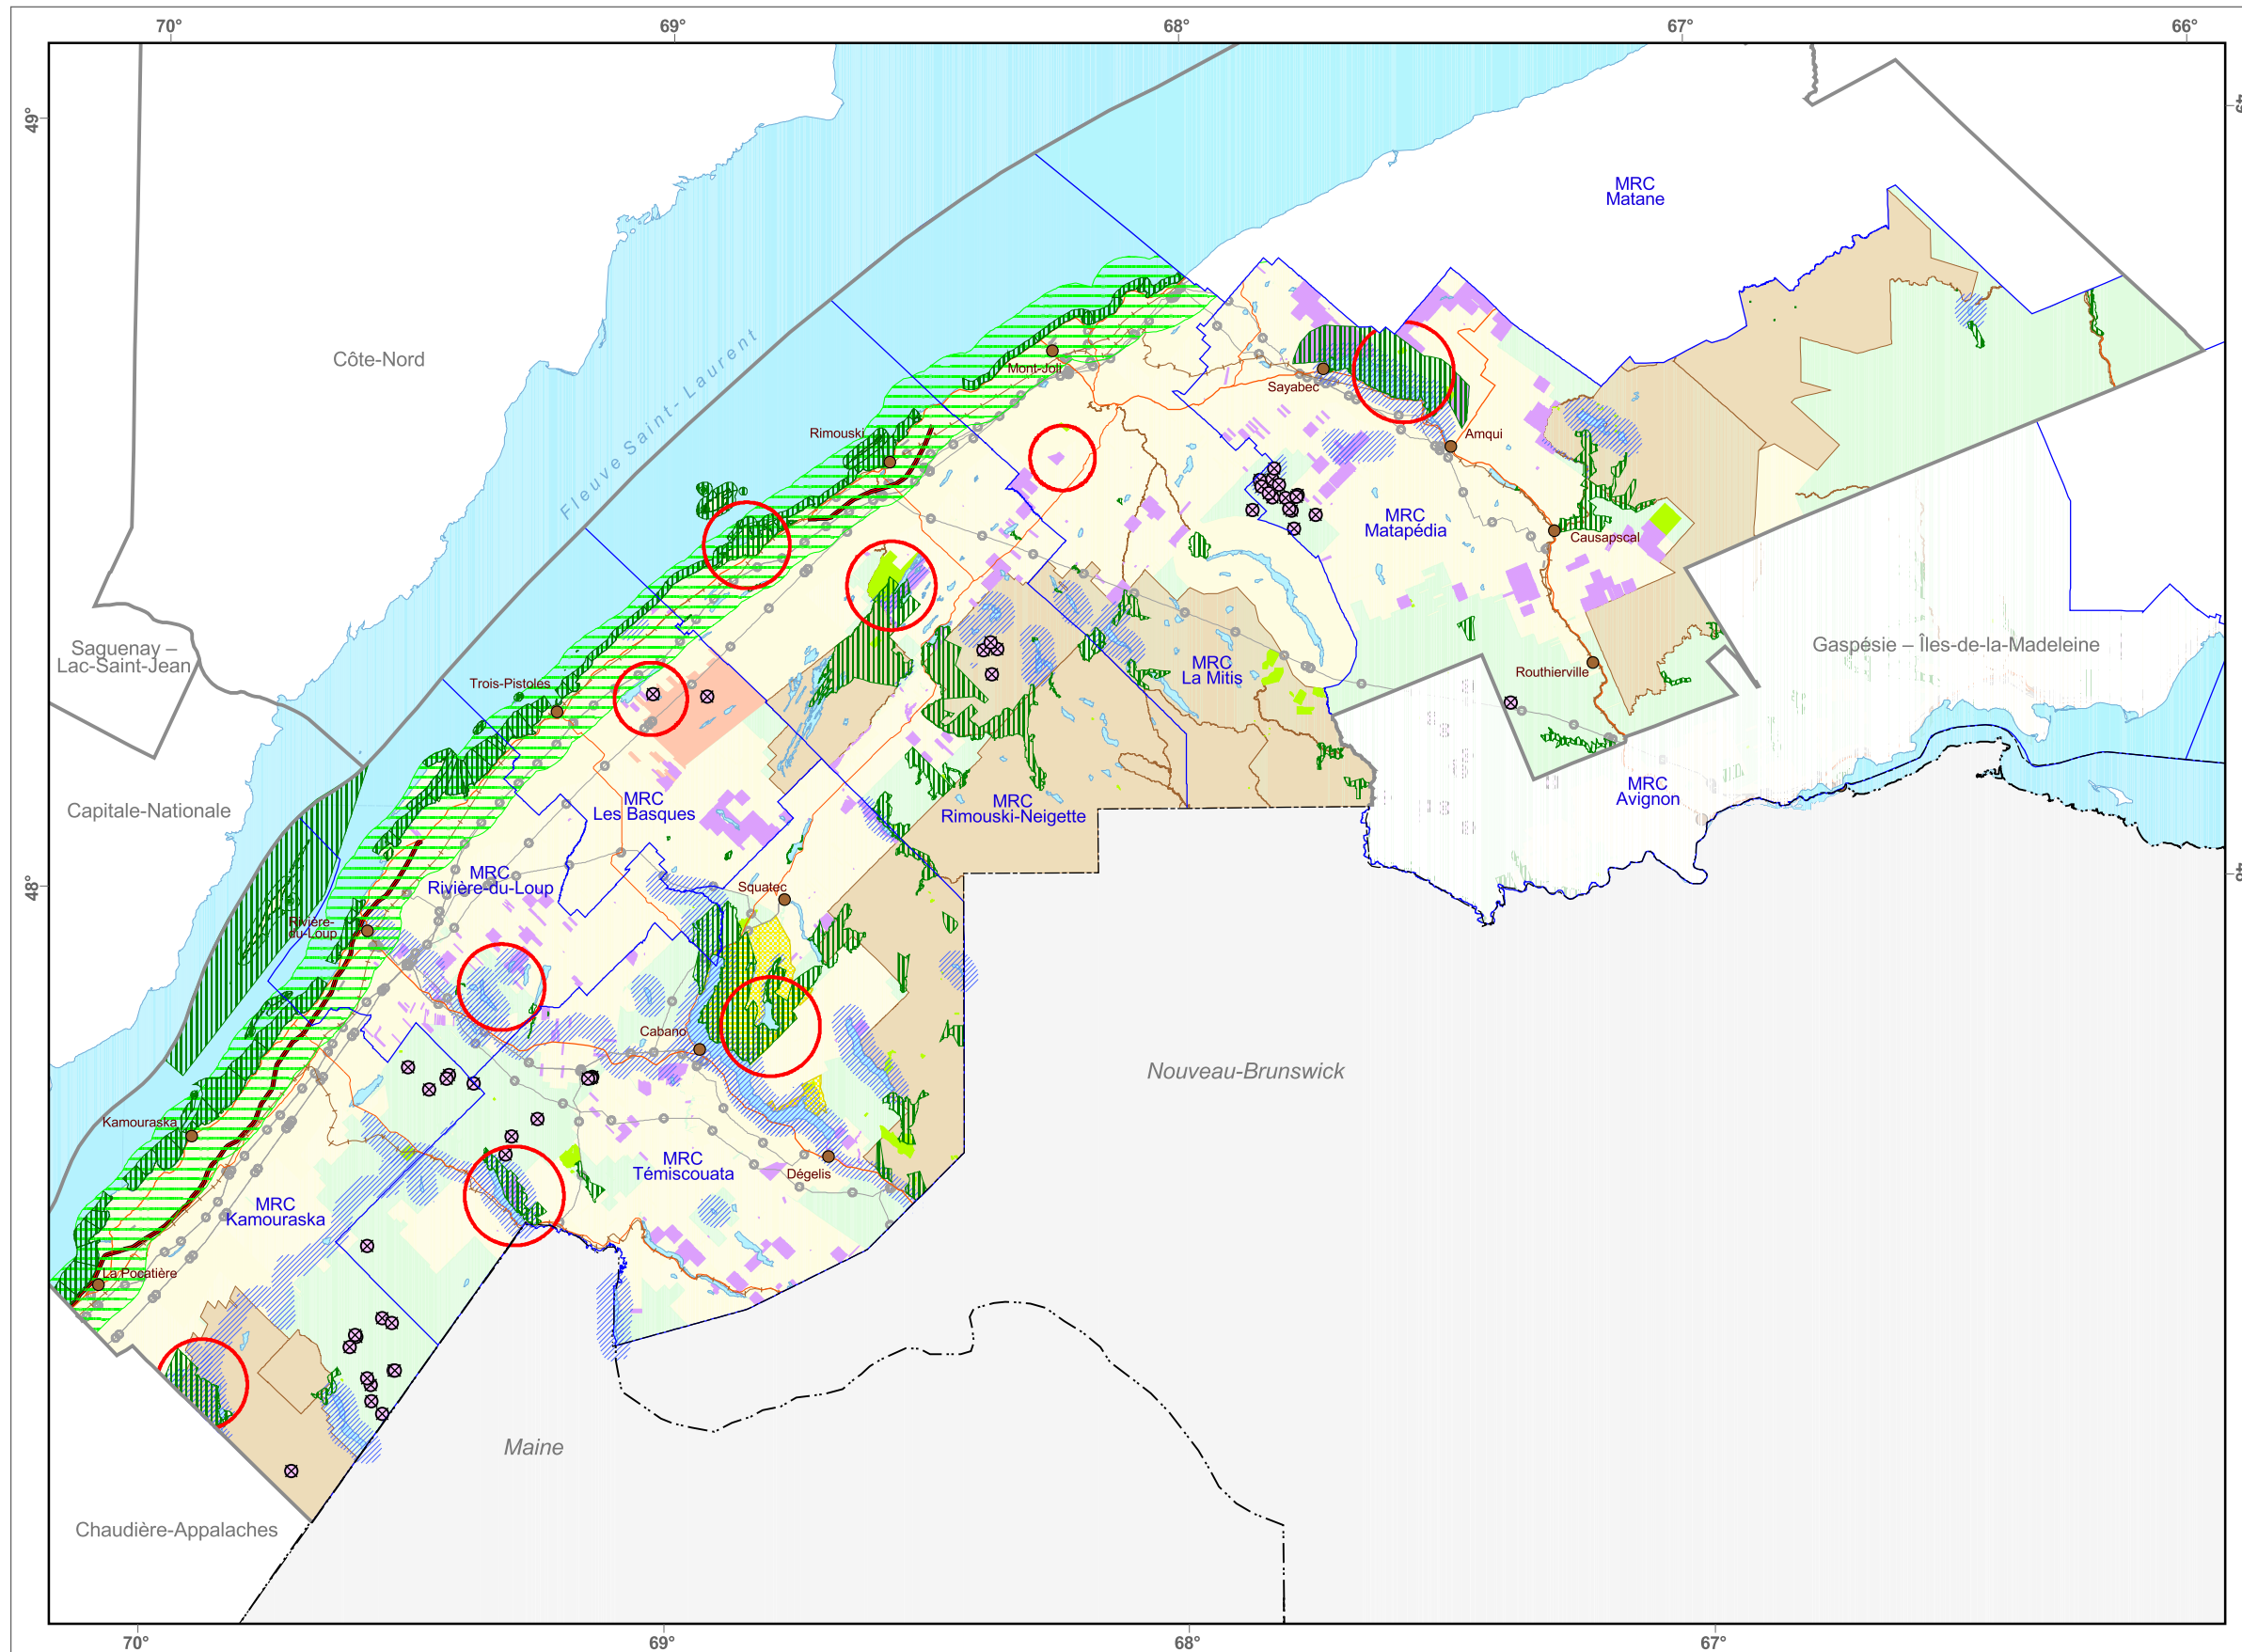 70°
69°
68°
67°
66°
49°
MRC
Matane
Côte-Nord
Fleuve Saint-Laurent
Mont-Joli
Sayabec
Rimouski
Amqui
MRC
Matapédia
Causapscal
Saguenay –
Lac-Saint-Jean
Gaspésie – Îles-de-la-Madeleine
MRC
La Mitis
Routhierville
Trois-Pistoles
Capitale-Nationale
MRC
Les Basques
MRC
Rimouski-Neigette
MRC
Avignon
48°
MRC
Rivière-du-Loup
Squatec
Rivière-
du-Loup
Cabano
Nouveau-Brunswick
Kamouraska
MRC
Témiscouata
Dégelis
MRC
Kamouraska
La Pocatière
Maine
Chaudière-Appalaches
70°
69°
68°
67°